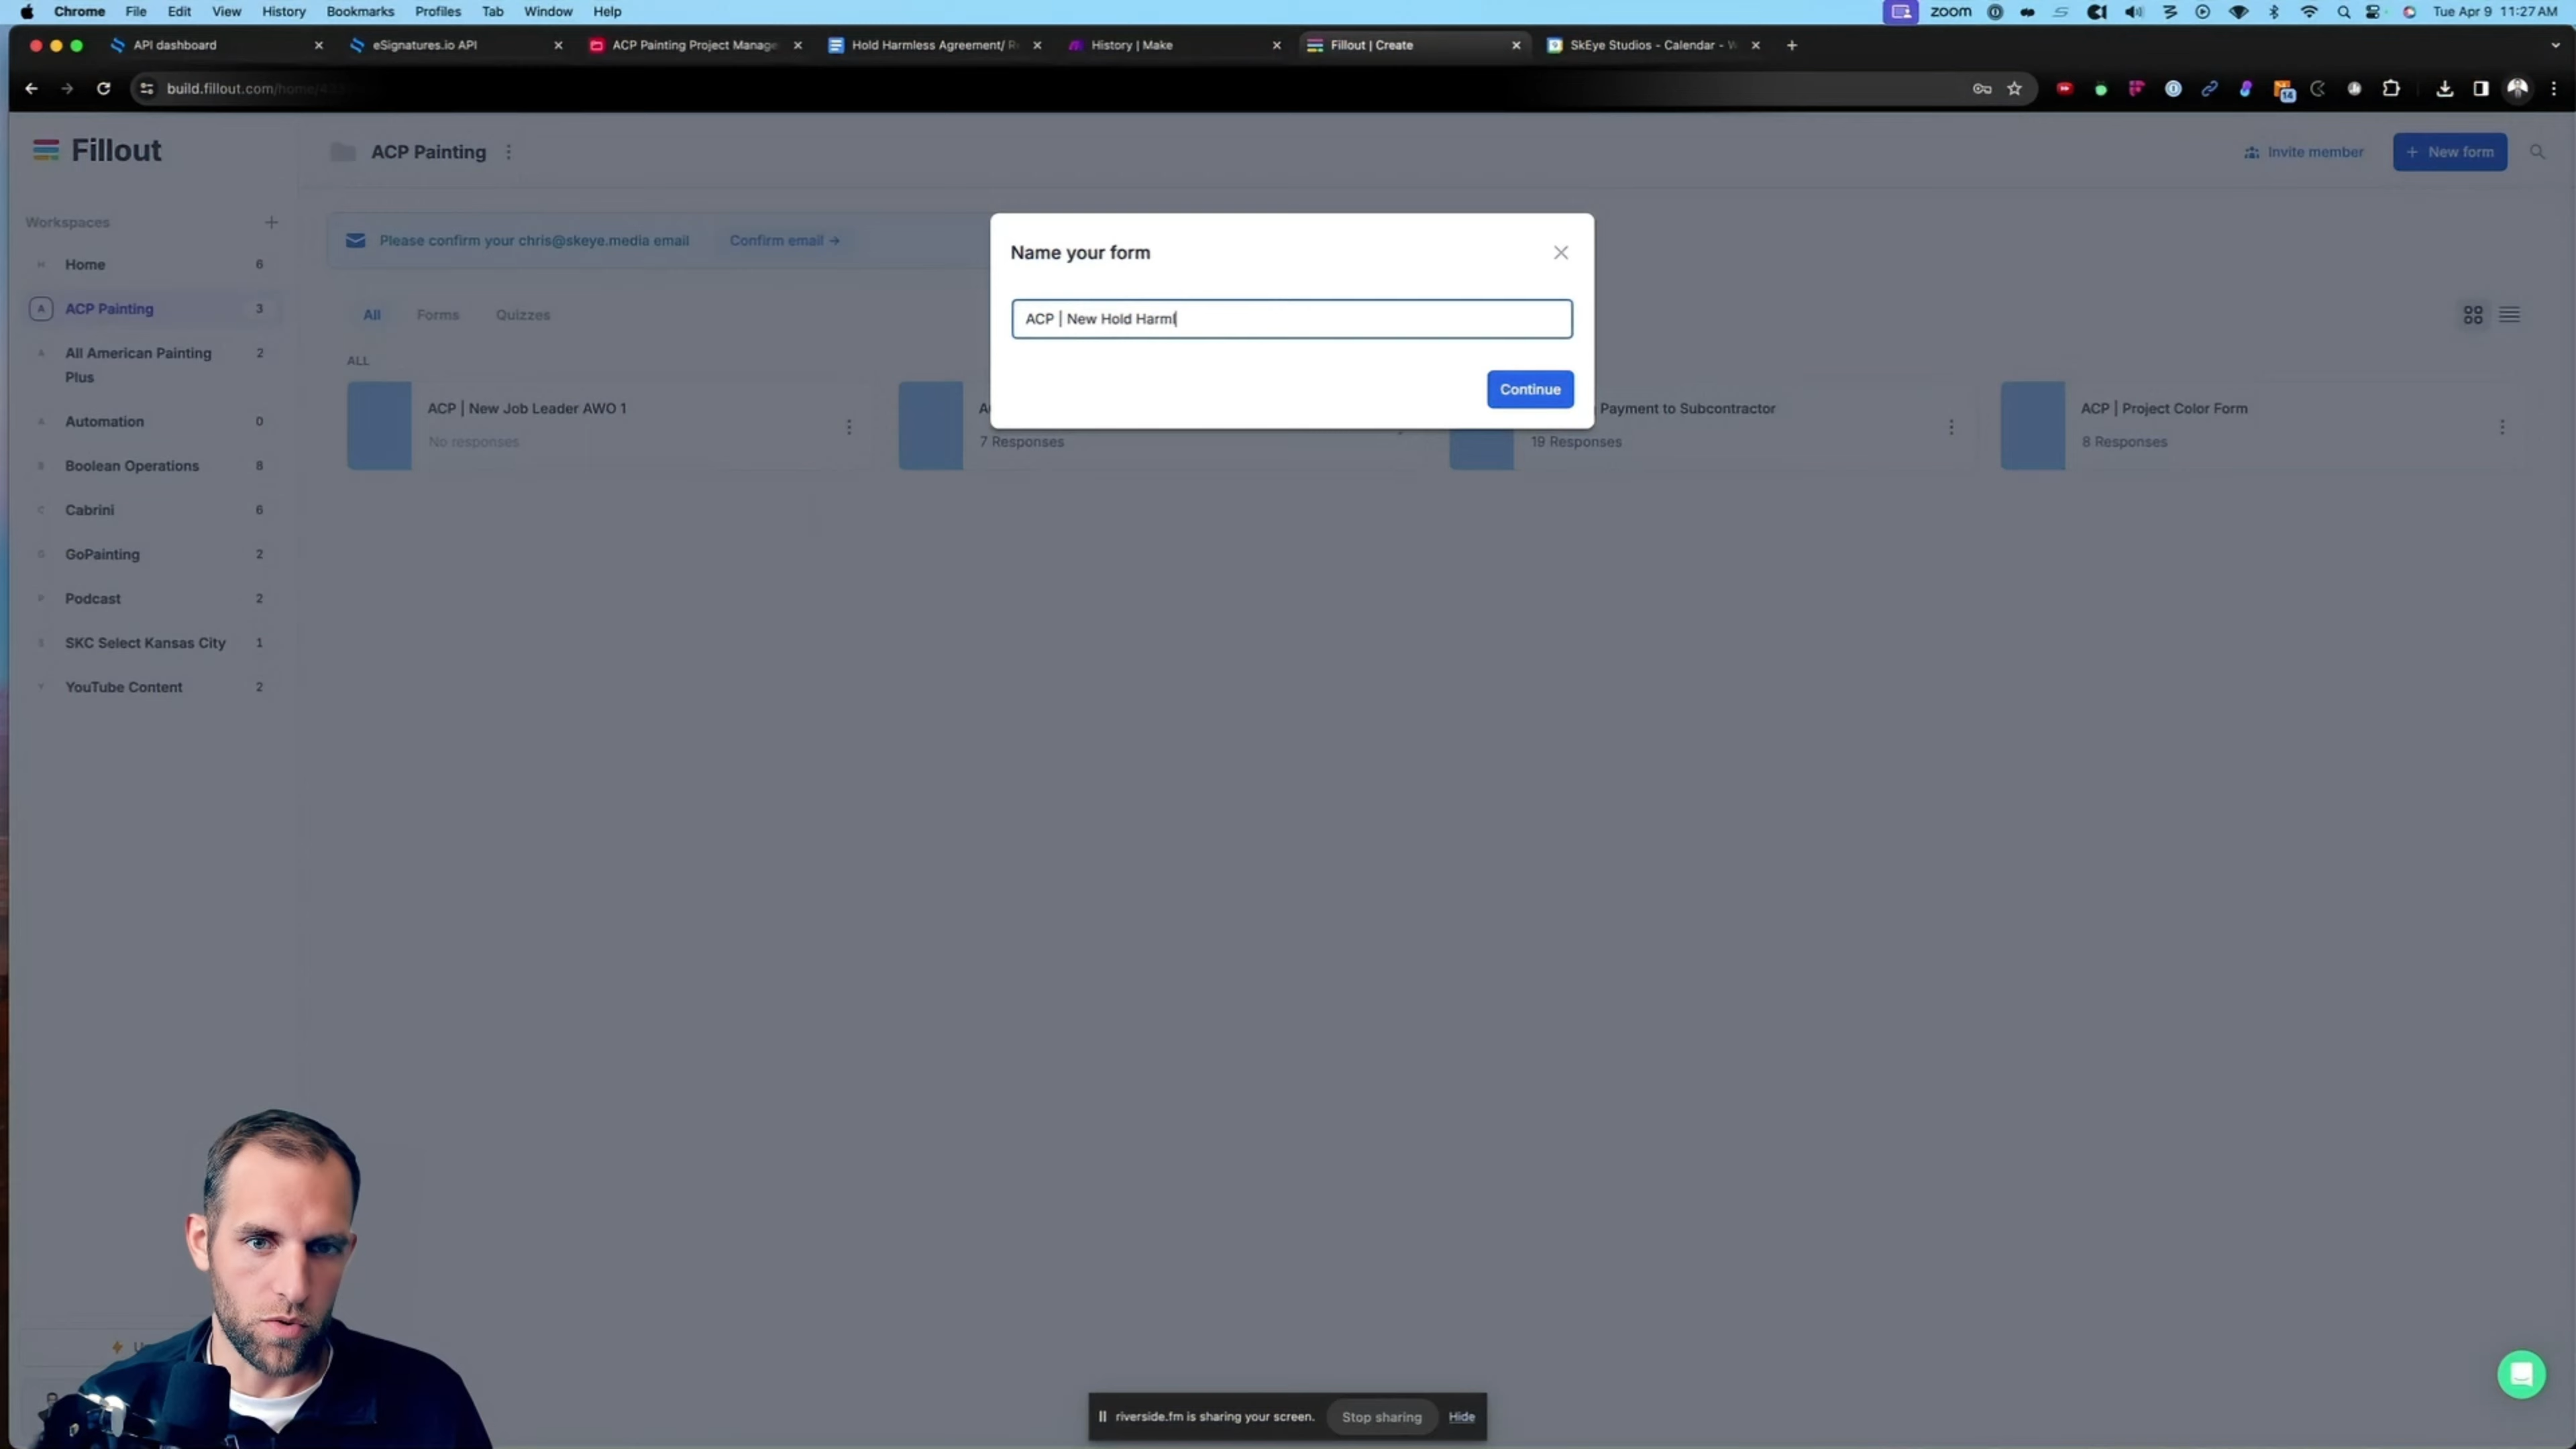 Chrome File Edit View History Bookmarks Profiles Tab Window Help zoom Tue Apr 9 11:27 AM
API dashboard eSignatures.io API ACP Painting Project Manage Hold Harmless Agreement/ R History | Make Fillout | Create SkEye Studios - Calendar - W
build.fillout.com/home/4 14
Fillout ACP Painting Invite member + New form
Workspaces +
Please confirm your chris@skeye.media email Confirm email →
Name your form
ACP | New Hold Harml
Continue
H Home 6
A ACP Painting 3
A All American Painting
Plus 2
A Automation 0
B Boolean Operations 8
C Cabrini 6
G GoPainting 2
P Podcast 2
S SKC Select Kansas City 1
Y YouTube Content 2
All Forms Quizzes
ALL
ACP | New Job Leader AWO 1
No responses
7 Responses
Payment to Subcontractor
19 Responses
ACP | Project Color Form
8 Responses
riverside.fm is sharing your screen. Stop sharing Hide